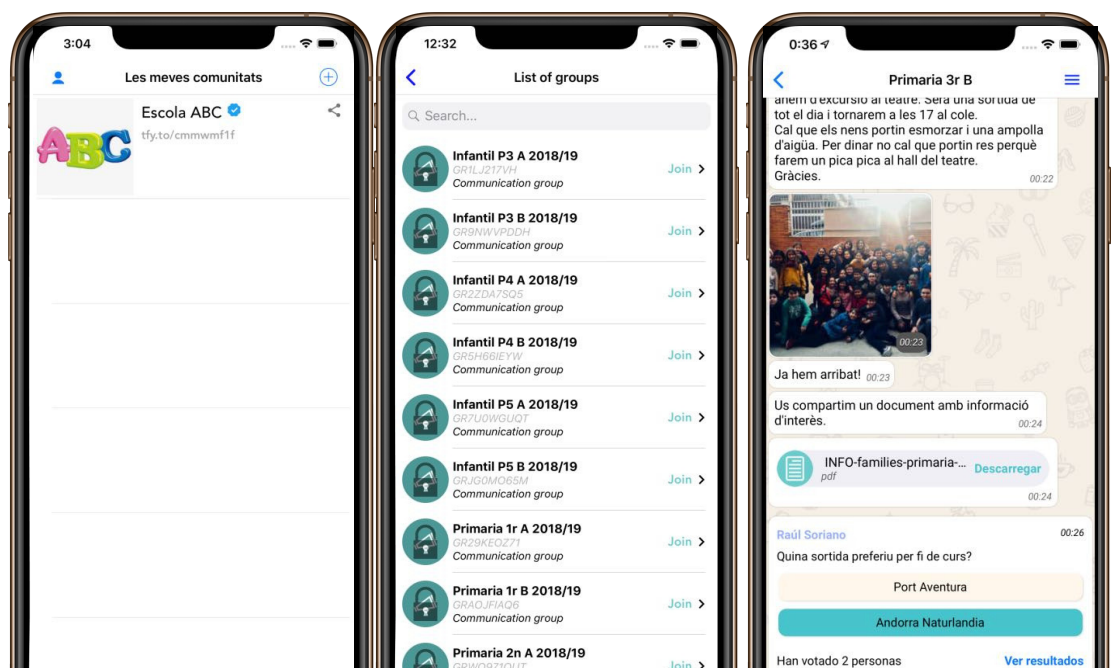 3:04
Les meves comunitats
ABC
Escola ABC
tfy.to/cmmwmf1f
12:32
List of groups
Search...
Infantil P3 A 2018/19
GR1LJ217VH
Communication group
Join
Infantil P3 B 2018/19
GR9NWVPDDH
Communication group
Join
Infantil P4 A 2018/19
GR2ZDA7SQ5
Communication group
Join
Infantil P4 B 2018/19
GR5H66IEYW
Communication group
Join
Infantil P5 A 2018/19
GR7U0WGUQT
Communication group
Join
Infantil P5 B 2018/19
GRJG0MO65M
Communication group
Join
Primaria 1r A 2018/19
GR29KEOZ71
Communication group
Join
Primaria 1r B 2018/19
GRAOJFIAQ6
Communication group
Join
Primaria 2n A 2018/19
Join
0:36
Primaria 3r B
anem d'excursió al teatre. Serà una sortida de
tot el dia i tornarem a les 17 al cole.
Cal que els nens portin esmorzar i una ampolla
d'aigüa. Per dinar no cal que portin res perquè
farem un pica pica al hall del teatre.
Gràcies.
00:22
00:23
Ja hem arribat! 00:23
Us compartim un document amb informació
d'interès.
00:24
INFO-families-primaria-...
pdf
Descarregar
00:24
Raúl Soriano
00:26
Quina sortida preferiu per fi de curs?
Port Aventura
Andorra Naturlandia
Han votado 2 personas
Ver resultados